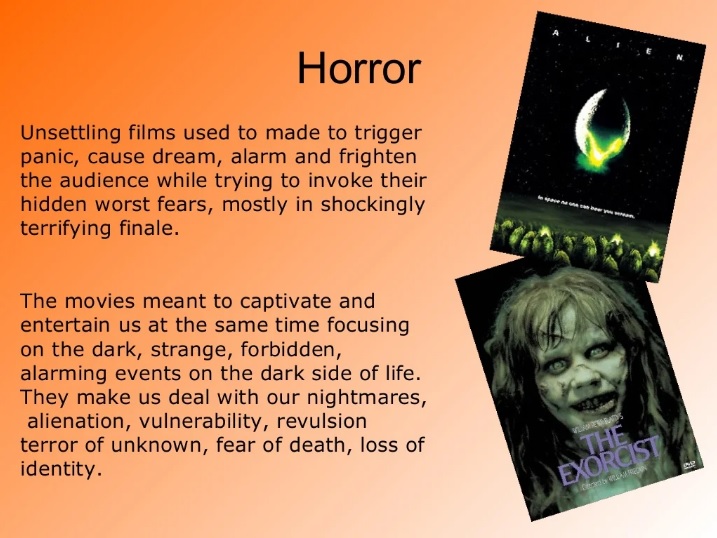 Horror
Unsettling films used to made to trigger
panic, cause dream, alarm and frighten
the audience while trying to invoke their
hidden worst fears, mostly in shockingly
terrifying finale.
The movies meant to captivate and
entertain us at the same time focusing
on the dark, strange, forbidden,
alarming events on the dark side of life.
They make us deal with our nightmares,
alienation, vulnerability, revulsion
terror of unknown, fear of death, loss of
identity.
A L I E N
In space no one can hear you scream.
WILLIAM PETER BLATTY'S
THE
EXORCIST
DIRECTED BY WILLIAM FRIEDKIN
DVD